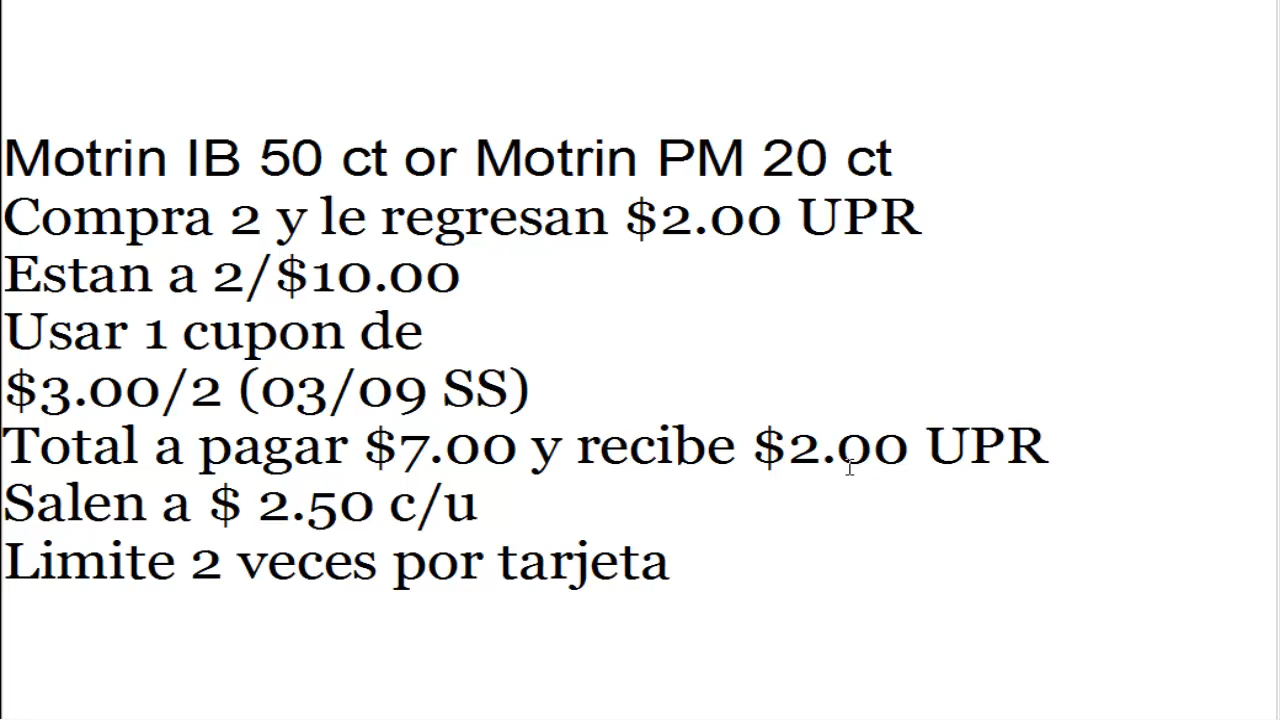 Motrin IB 50 ct or Motrin PM 20 ct
Compra 2 y le regresan $2.00 UPR
Estan a 2/$10.00
Usar 1 cupon de
$3.00/2 (03/09 SS)
Total a pagar $7.00 y recibe $2.00 UPR
Salen a $ 2.50 c/u
Limite 2 veces por tarjeta